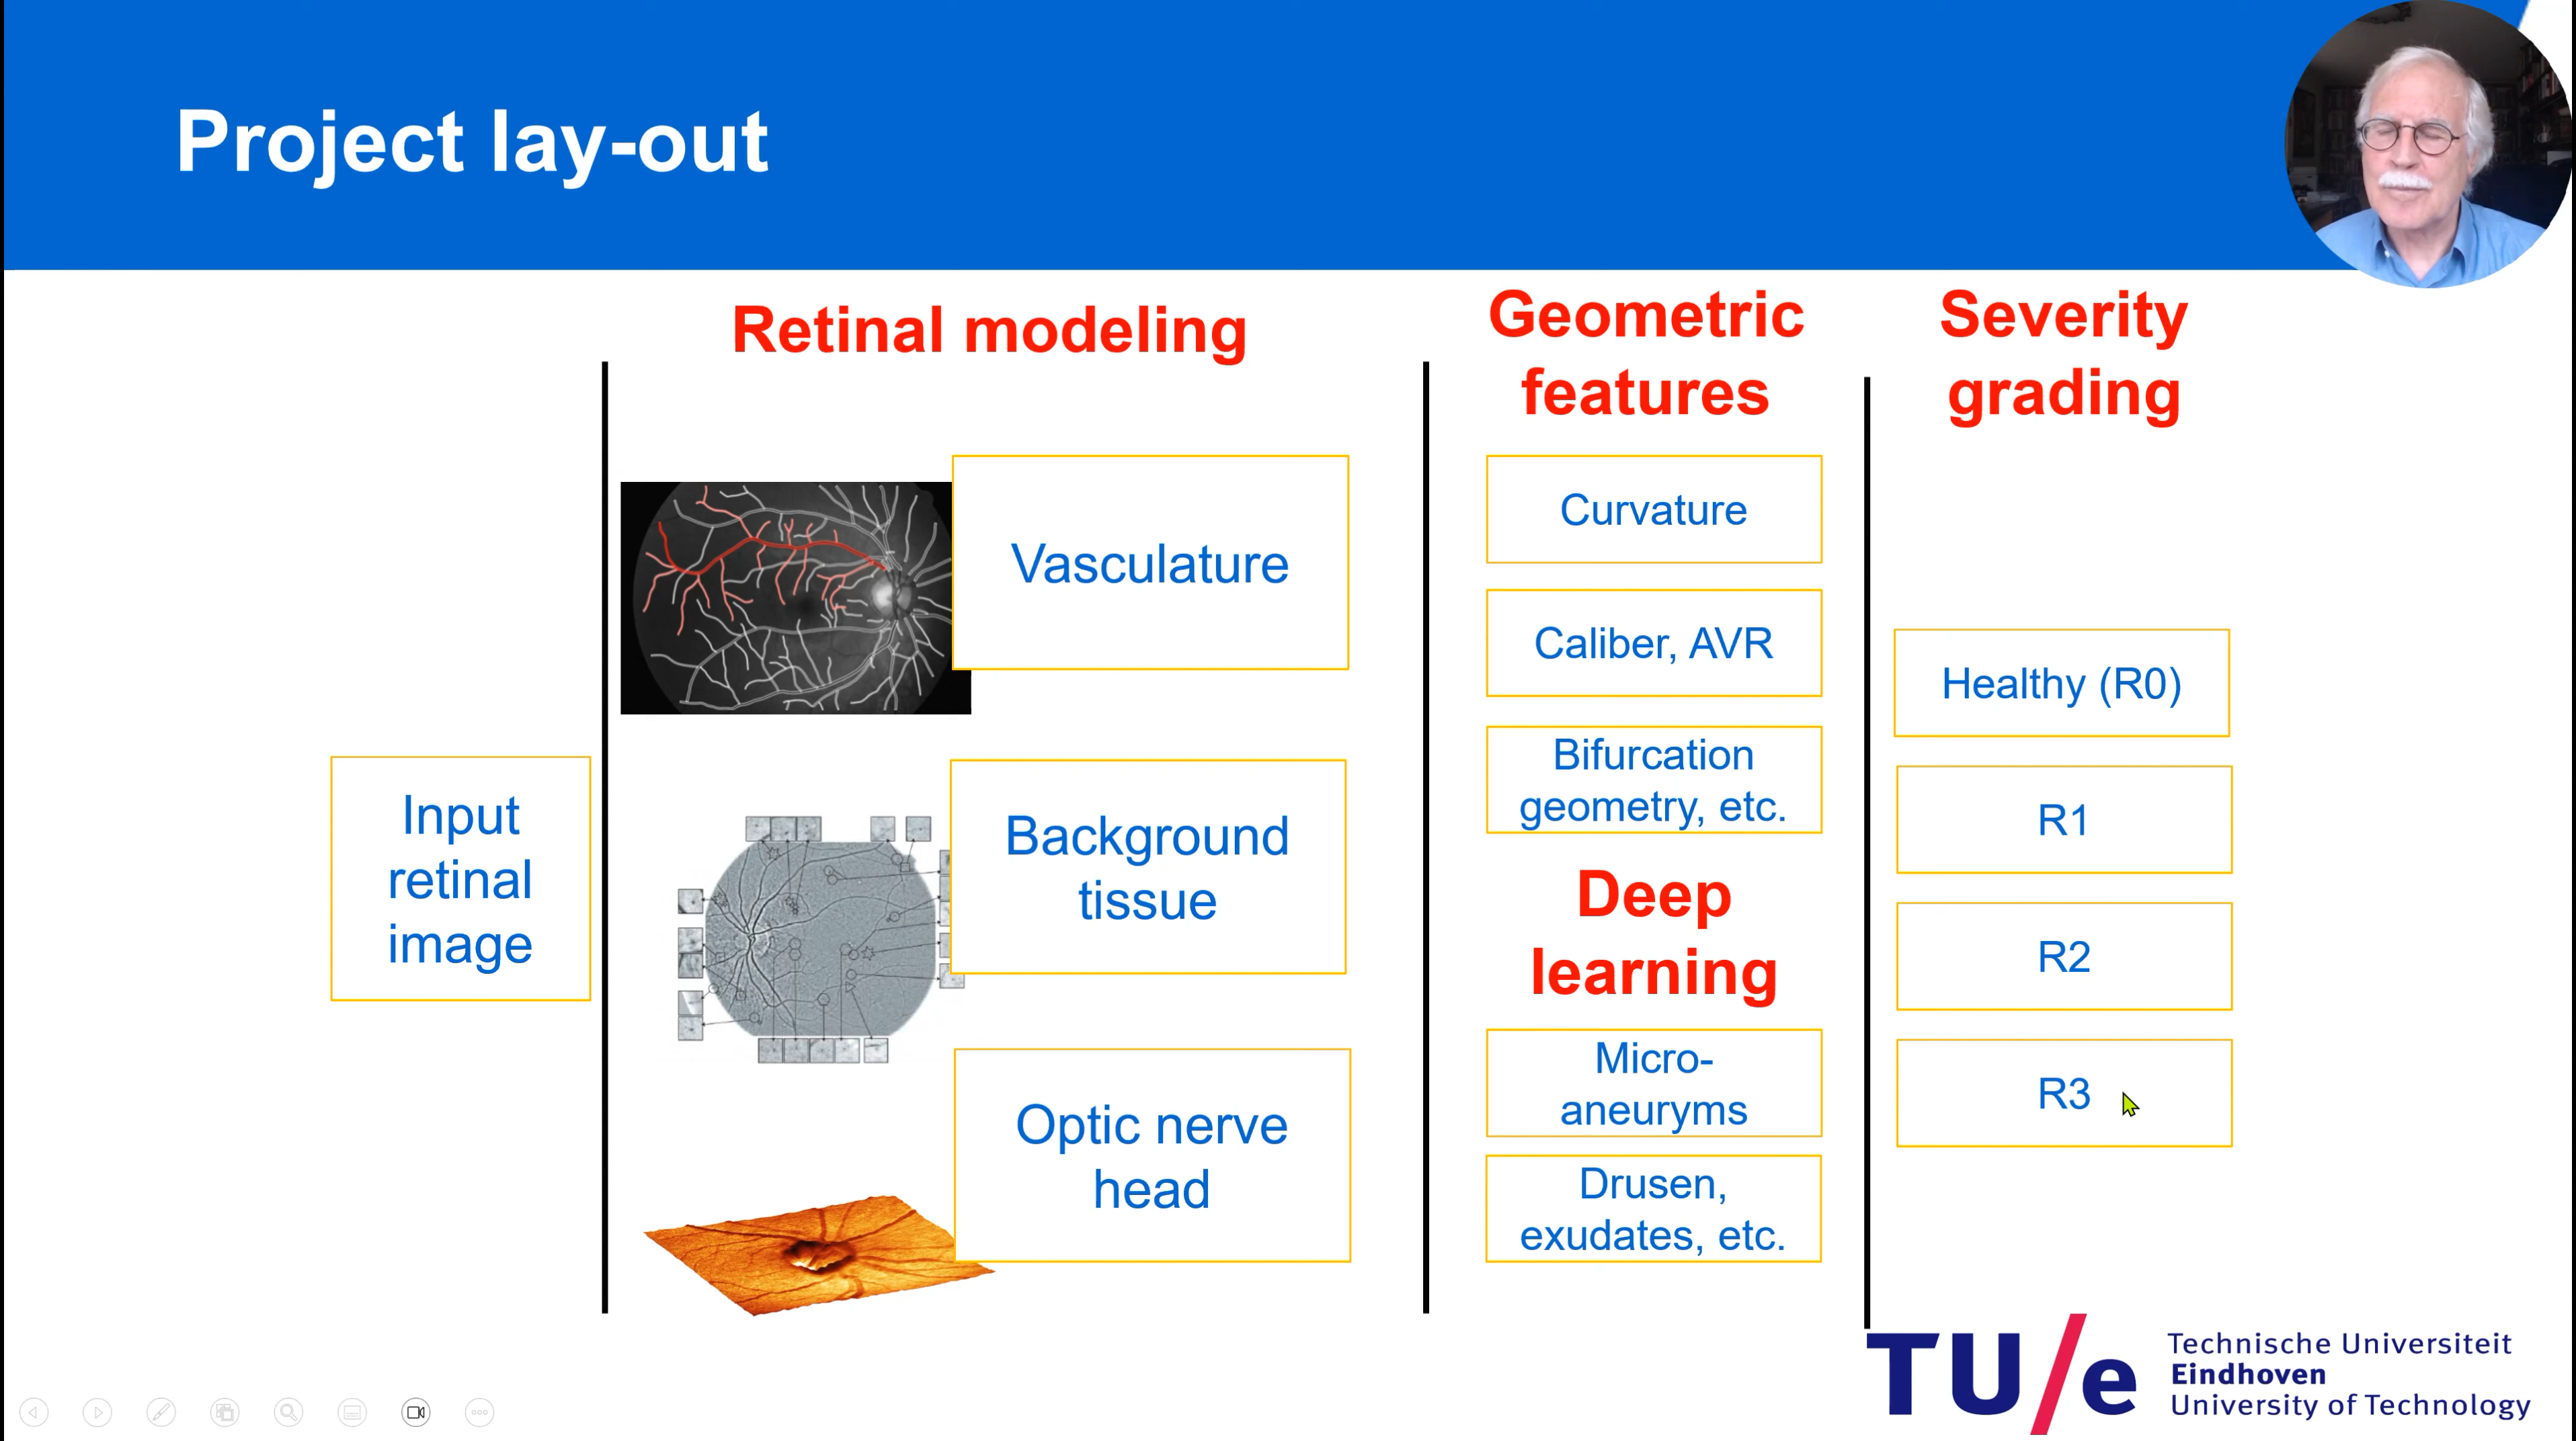 Project lay-out
Retinal modeling
Geometric
features
Severity
grading
Input
retinal
image
Vasculature
Background
tissue
Optic nerve
head
Curvature
Caliber, AVR
Bifurcation
geometry, etc.
Deep
learning
Micro-
aneuryms
Drusen,
exudates, etc.
Healthy (R0)
R1
R2
R3
TU/e
Technische Universiteit
Eindhoven
University of Technology